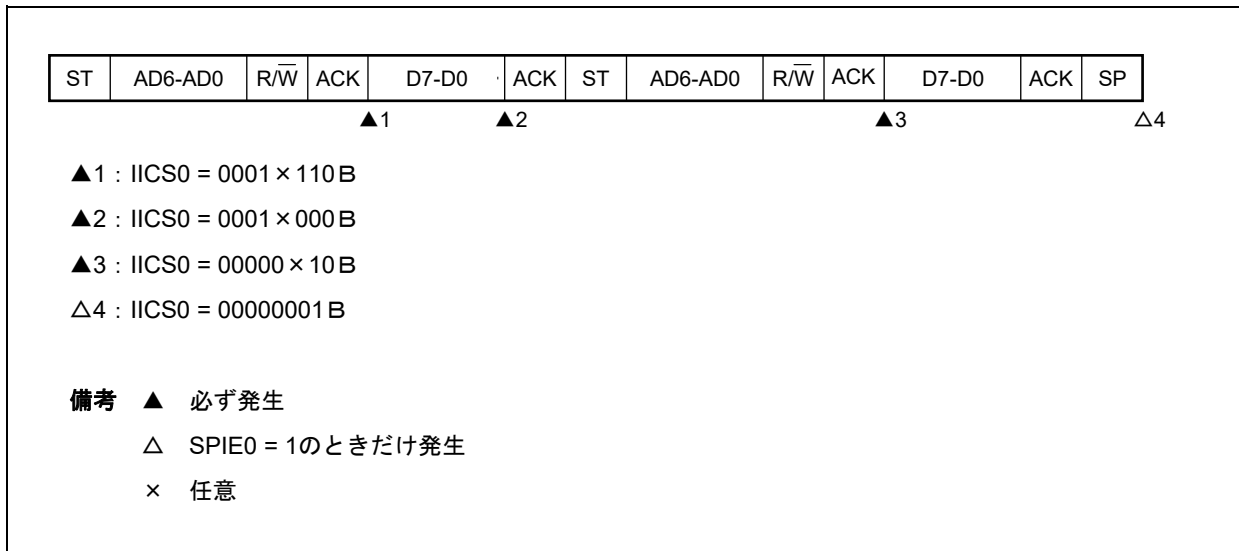 ST AD6-AD0 R/W̅ ACK D7-D0 ACK ST AD6-AD0 R/W̅ ACK D7-D0 ACK SP
▲1 ▲2 ▲3 △4
▲1：IICS0 = 0001×110B
▲2：IICS0 = 0001×000B
▲3：IICS0 = 00000×10B
△4：IICS0 = 00000001B
備考 ▲ 必ず発生
△ SPIE0 = 1のときだけ発生
× 任意